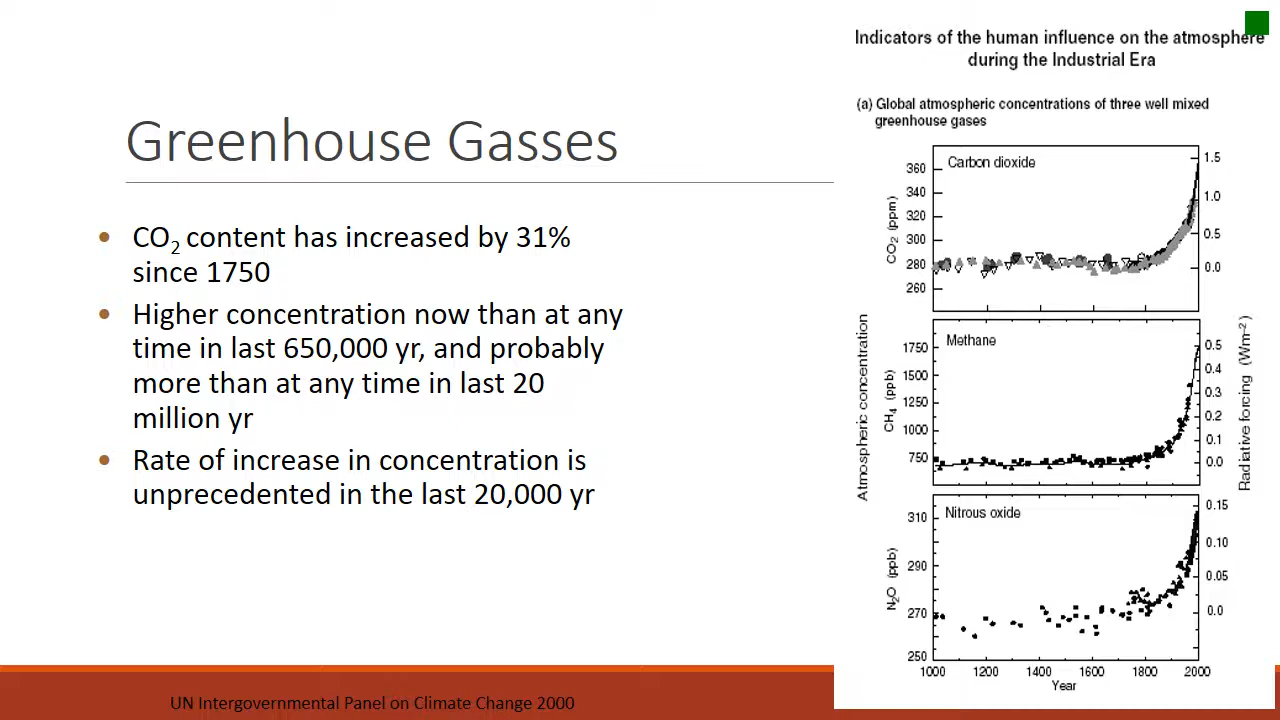 Greenhouse Gasses
CO2 content has increased by 31%
since 1750
Higher concentration now than at any
time in last 650,000 yr, and probably
more than at any time in last 20
million yr
Rate of increase in concentration is
unprecedented in the last 20,000 yr
UN Intergovernmental Panel on Climate Change 2000
Indicators of the human influence on the atmosphere
during the Industrial Era
(a) Global atmospheric concentrations of three well mixed
greenhouse gases
Carbon dioxide
360
340
320
300
280
260
CO2 (ppm)
1.5
1.0
0.5
0.0
Atmospheric concentration
Radiative forcing (Wm−2)
Methane
1750
1500
1250
1000
750
CH4 (ppb)
0.5
0.4
0.3
0.2
0.1
0.0
Nitrous oxide
310
290
270
250
N2O (ppb)
0.15
0.10
0.05
0.0
1000 1200 1400 1600 1800 2000
Year